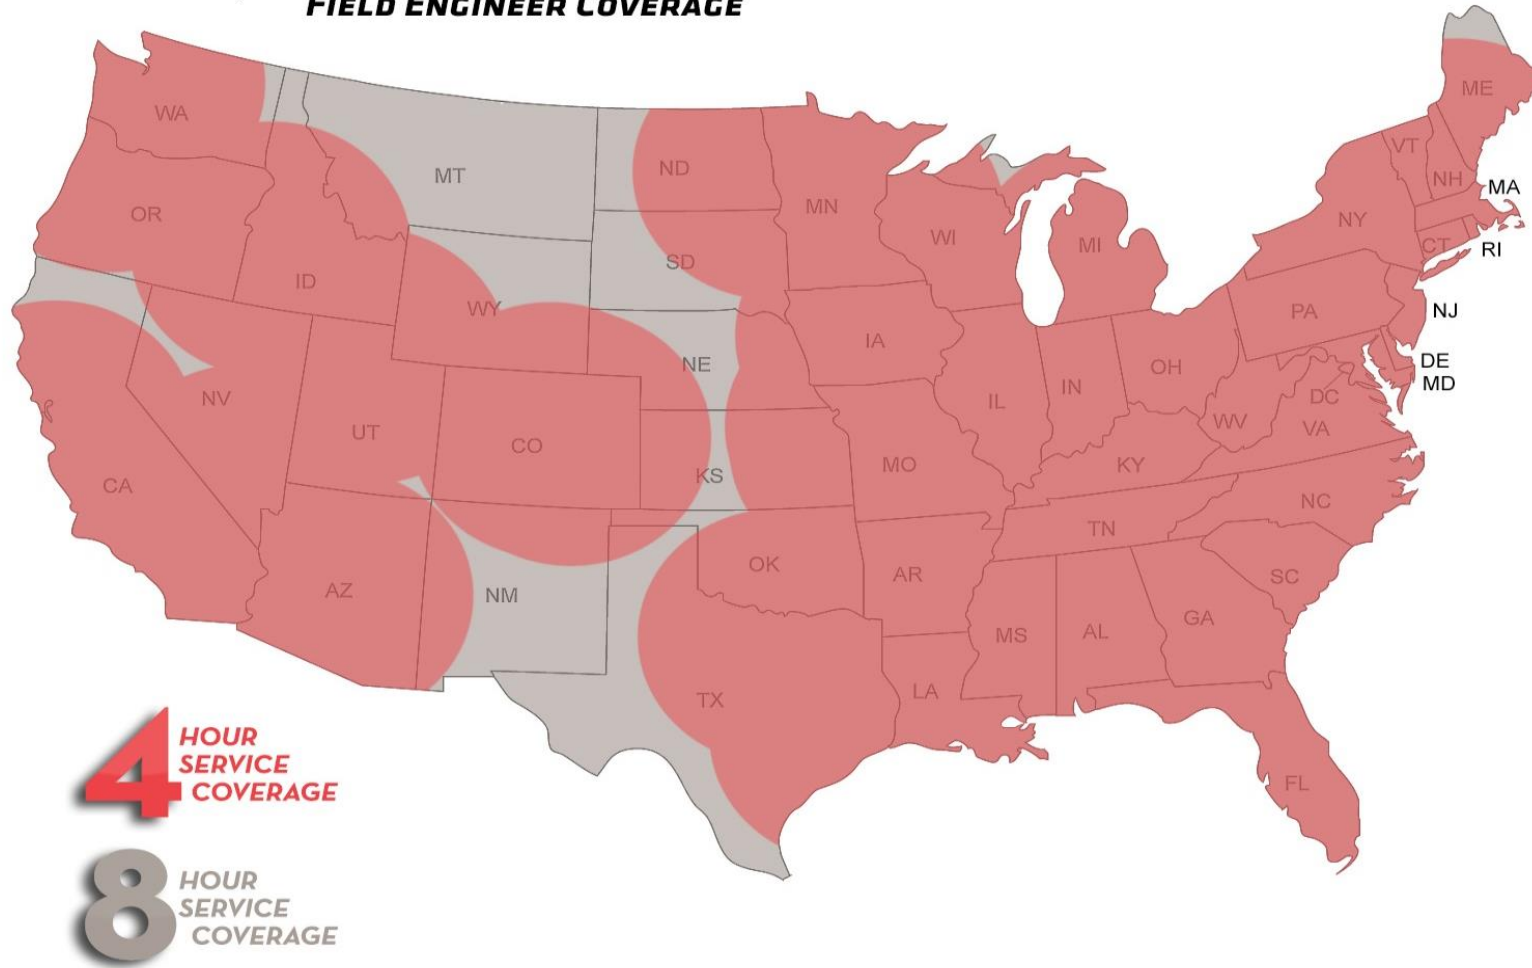 FIELD ENGINEER COVERAGE
WA
MT
ND
OR
ID
WY
SD
MN
WI
MI
ME
VT
NH
MA
NY
CT
RI
NJ
PA
DE
MD
DC
NE
IA
IL
IN
OH
WV
VA
NV
UT
CO
KS
MO
KY
CA
NC
TN
AZ
NM
OK
AR
SC
MS
AL
GA
TX
LA
FL
4 HOUR
SERVICE
COVERAGE
8 HOUR
SERVICE
COVERAGE